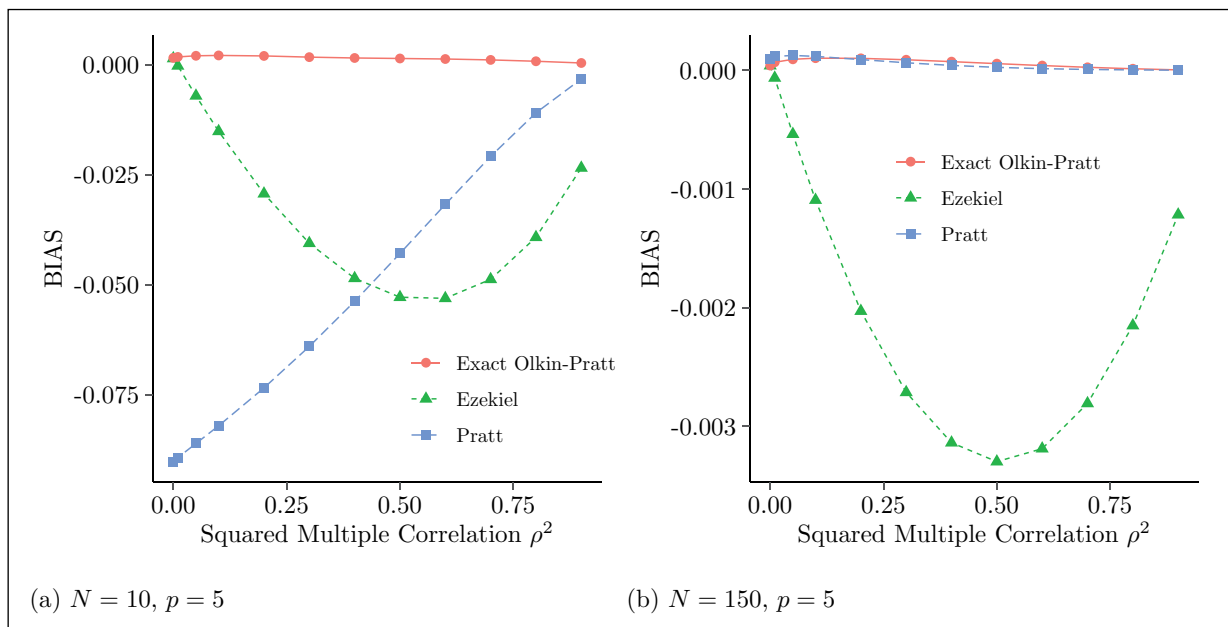 0.000
-0.025
-0.050
-0.075
BIAS
0.00 0.25 0.50 0.75
Squared Multiple Correlation ρ²
Exact Olkin-Pratt
Ezekiel
Pratt
(a) N = 10, p = 5
0.000
-0.001
-0.002
-0.003
BIAS
0.00 0.25 0.50 0.75
Squared Multiple Correlation ρ²
Exact Olkin-Pratt
Ezekiel
Pratt
(b) N = 150, p = 5